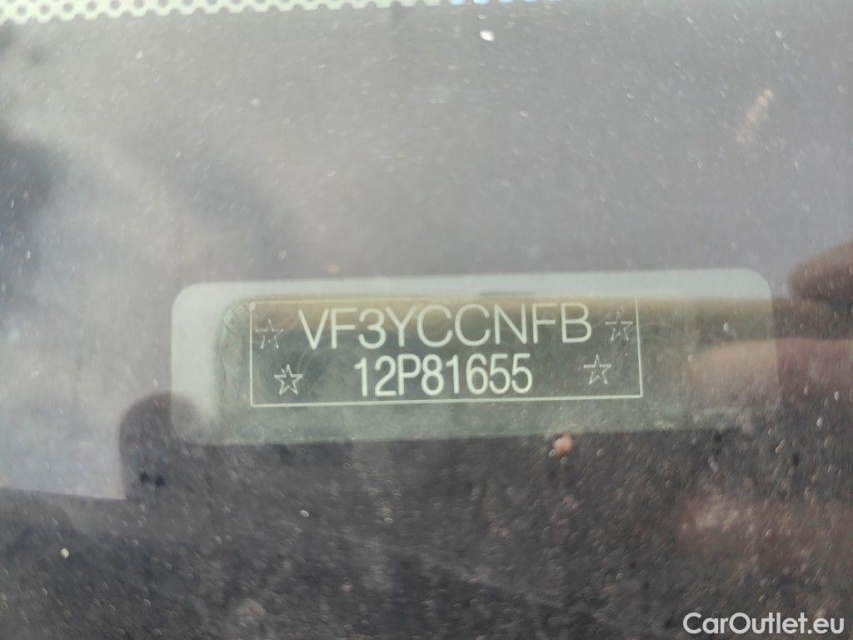 ☆ VF3YCCNFB ☆
☆ 12P81655 ☆
CarOutlet.eu